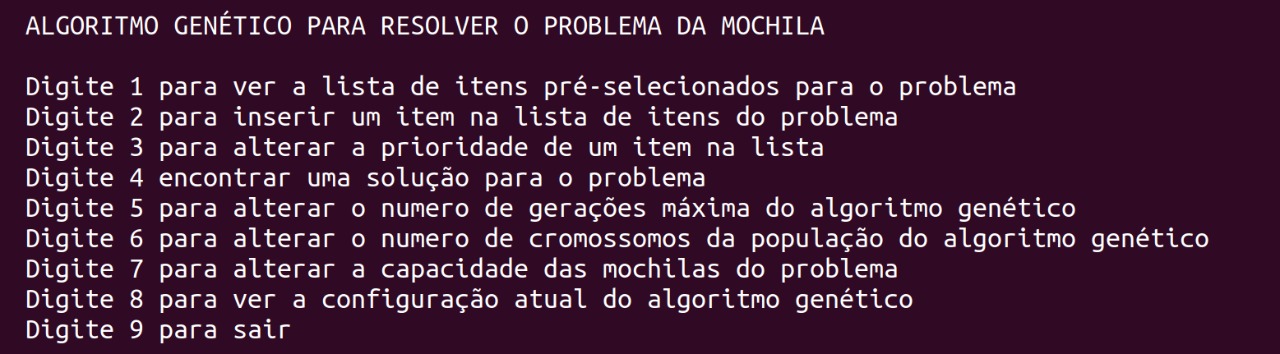 ALGORITMO GENÉTICO PARA RESOLVER O PROBLEMA DA MOCHILA
Digite 1 para ver a lista de itens pré-selecionados para o problema
Digite 2 para inserir um item na lista de itens do problema
Digite 3 para alterar a prioridade de um item na lista
Digite 4 encontrar uma solução para o problema
Digite 5 para alterar o numero de gerações máxima do algoritmo genético
Digite 6 para alterar o numero de cromossomos da população do algoritmo genético
Digite 7 para alterar a capacidade das mochilas do problema
Digite 8 para ver a configuração atual do algoritmo genético
Digite 9 para sair